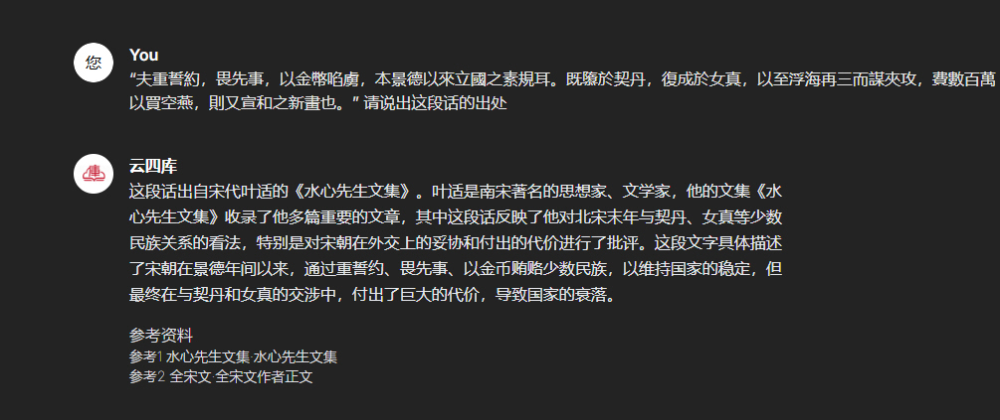 您
You
“夫重誓約，畏先事，以金幣啗虜，本景德以來立國之素規耳。既隳於契丹，復成於女真，以至浮海再三而謀夾攻，費數百萬
以買空燕，則又宣和之新畫也。” 请说出这段话的出处
庫
云四库
这段话出自宋代叶适的《水心先生文集》。叶适是南宋著名的思想家、文学家，他的文集《水
心先生文集》收录了他多篇重要的文章，其中这段话反映了他对北宋末年与契丹、女真等少数
民族关系的看法，特别是对宋朝在外交上的妥协和付出的代价进行了批评。这段文字具体描述
了宋朝在景德年间以来，通过重誓约、畏先事、以金币贿赂少数民族，以维持国家的稳定，但
最终在与契丹和女真的交涉中，付出了巨大的代价，导致国家的衰落。
参考资料
参考1 水心先生文集·水心先生文集
参考2 全宋文·全宋文作者正文